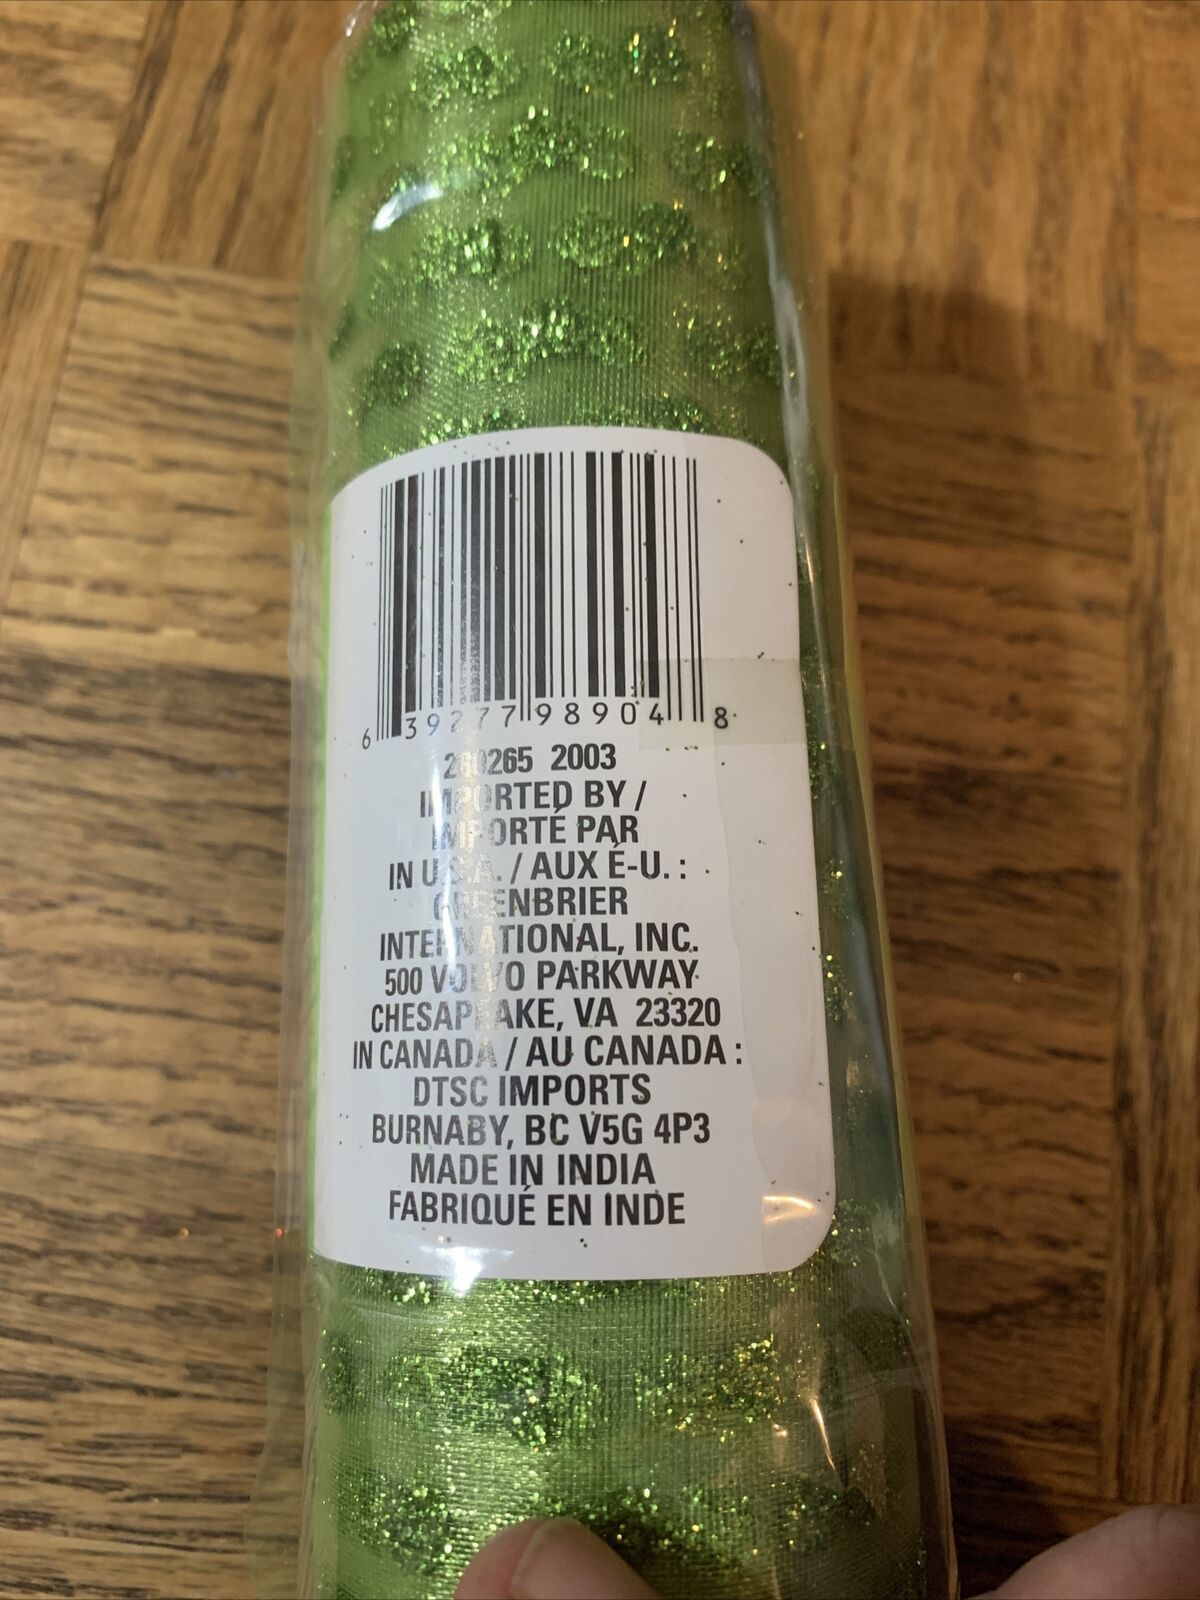 6 39277 98904 8
2003
IMPORTED BY /
IMPORTÉ PAR
IN U.S.A. / AUX É-U. :
GREENBRIER
INTERNATIONAL, INC.
500 VOLVO PARKWAY
CHESAPEAKE, VA 23320
IN CANADA / AU CANADA :
DTSC IMPORTS
BURNABY, BC V5G 4P3
MADE IN INDIA
FABRIQUÉ EN INDE